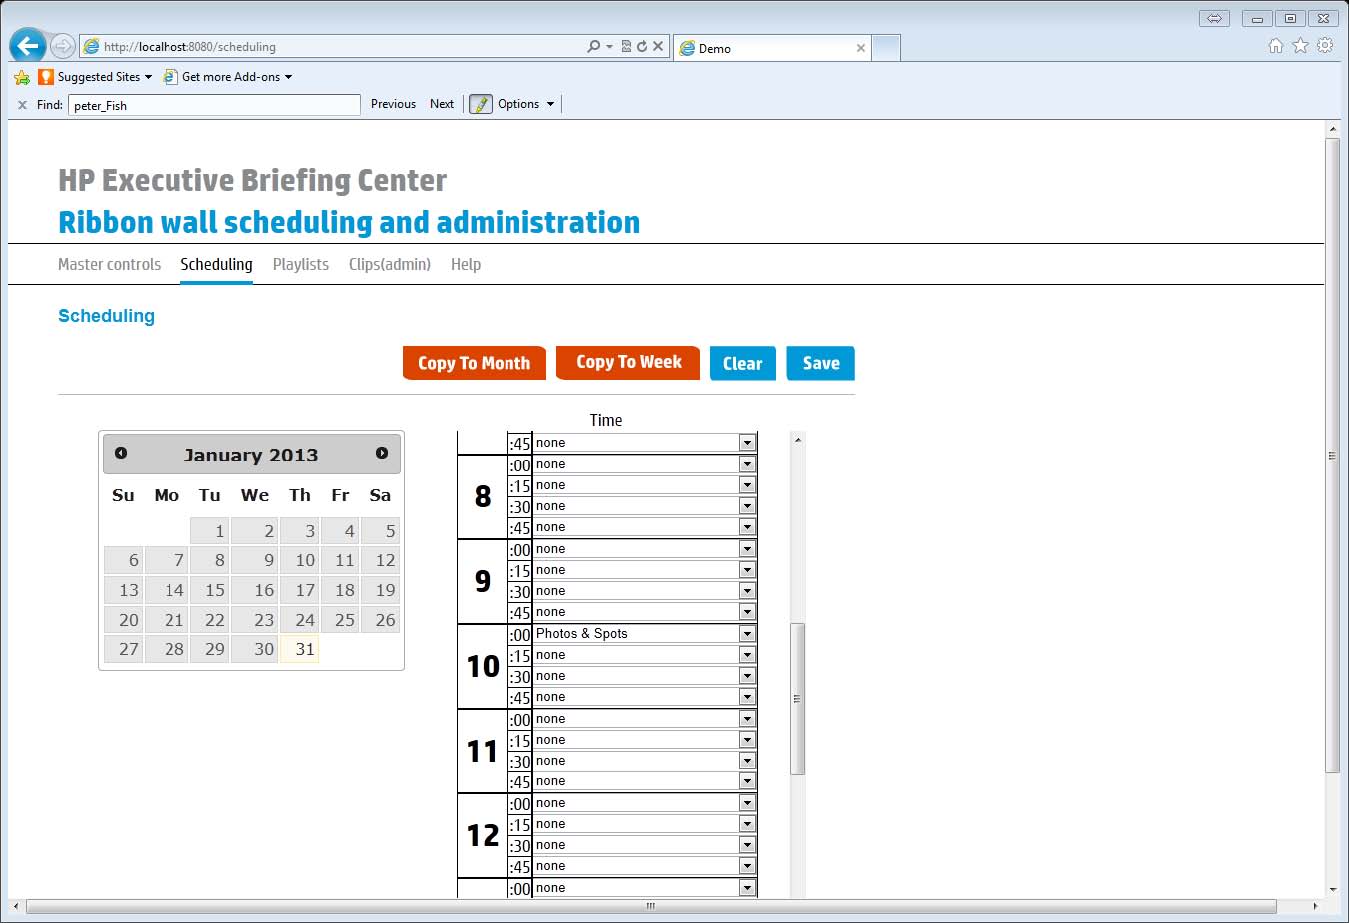 http://localhost:8080/scheduling
Demo
Suggested Sites
Get more Add-ons
Find: peter_Fish Previous Next Options
HP Executive Briefing Center
Ribbon wall scheduling and administration
Master controls Scheduling Playlists Clips(admin) Help
Scheduling
Copy To Month Copy To Week Clear Save
Time
January 2013
Su Mo Tu We Th Fr Sa
1 2 3 4 5
6 7 8 9 10 11 12
13 14 15 16 17 18 19
20 21 22 23 24 25 26
27 28 29 30 31
:45 none
8
:00 none
:15 none
:30 none
:45 none
9
:00 none
:15 none
:30 none
:45 none
10
:00 Photos & Spots
:15 none
:30 none
:45 none
11
:00 none
:15 none
:30 none
:45 none
12
:00 none
:15 none
:30 none
:45 none
:00 none